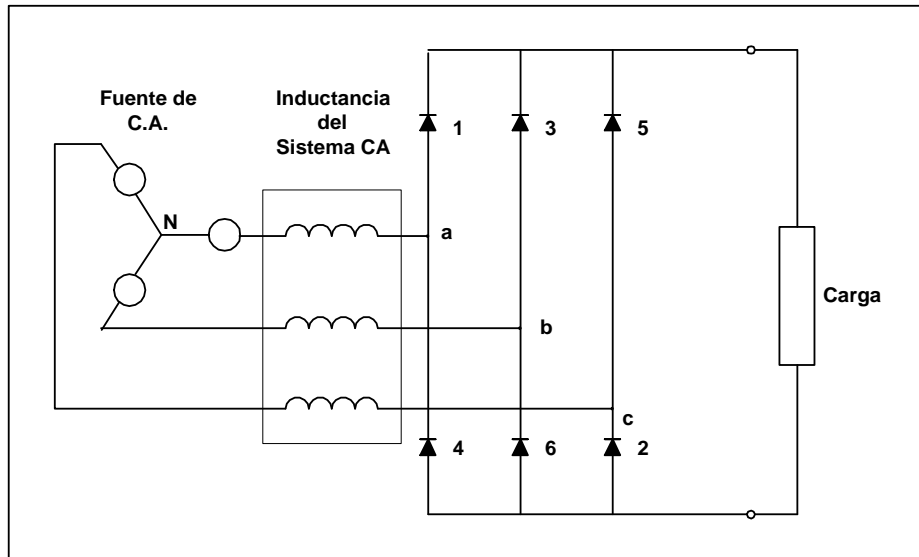 Fuente de
C.A.
Inductancia
del
Sistema CA
1
3
5
N
a
b
c
Carga
4
6
2